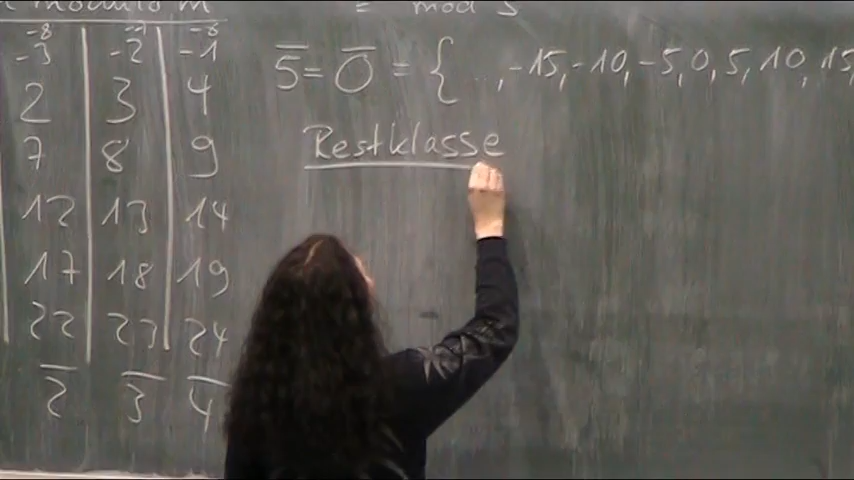 modulo m
= mod 5
-8 -7 -6
-3 -2 -1
2 3 4
7 8 9
12 13 14
17 18 19
22 23 24
2̅ 3̅ 4̅
5̅ = 0̅ = { ..., -15, -10, -5, 0, 5, 10, 15,
Restklasse